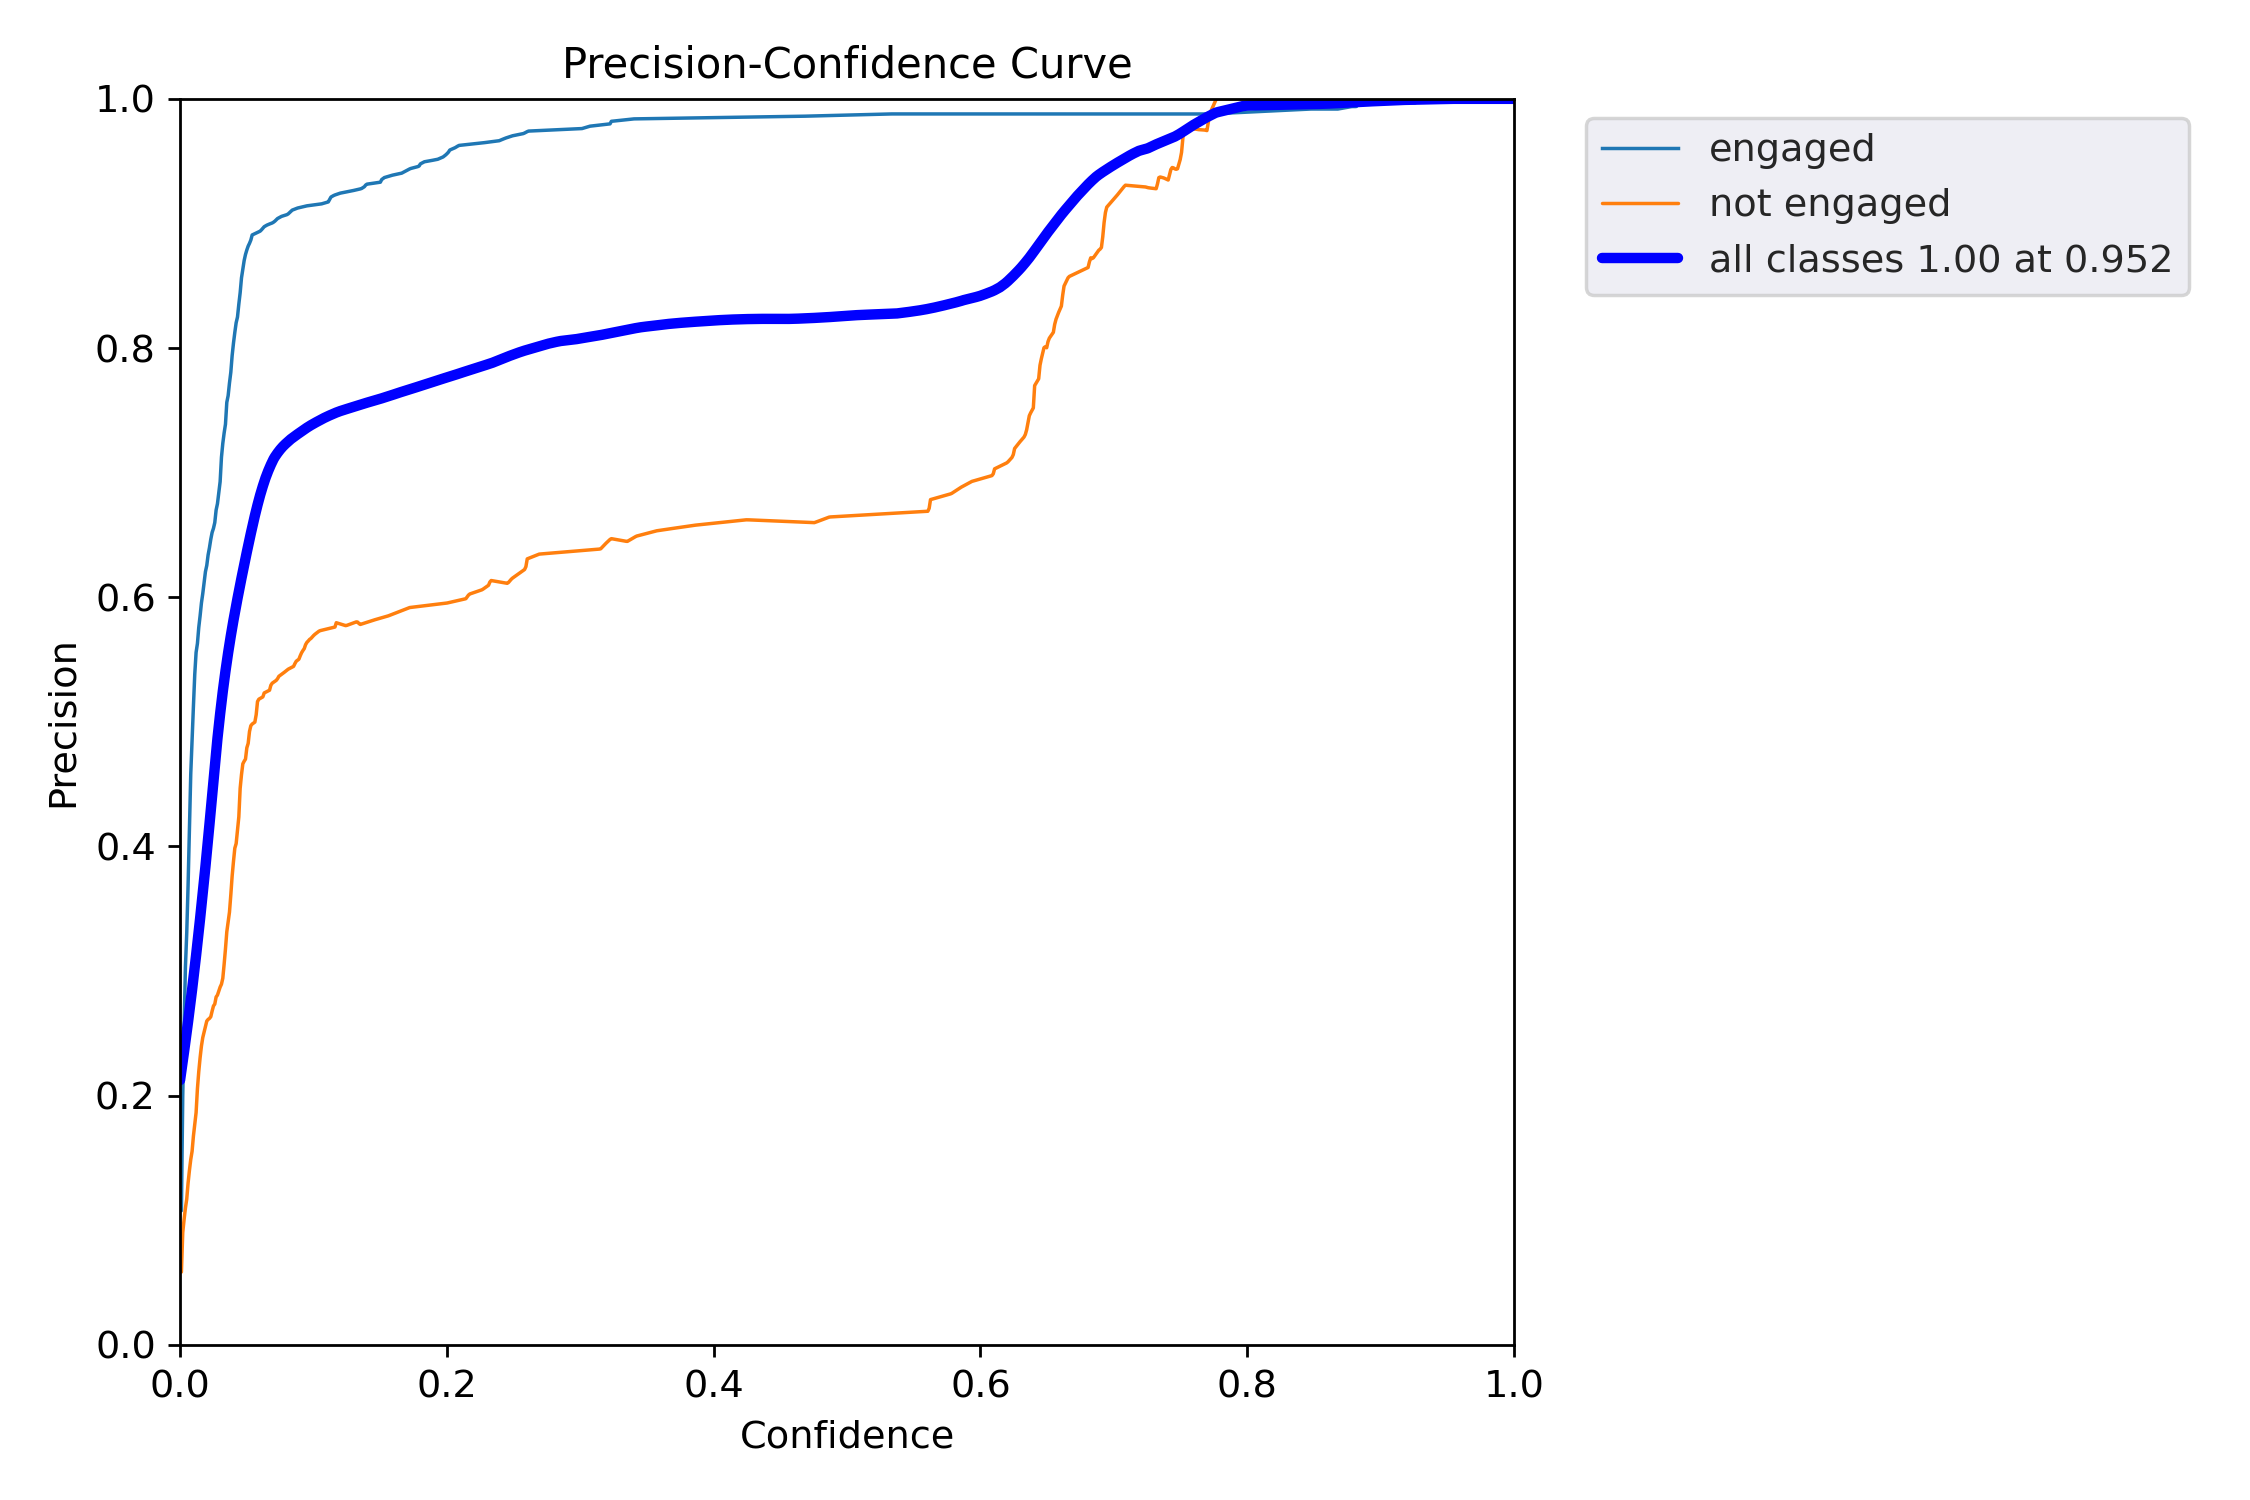 Precision-Confidence Curve
1.0
0.8
0.6
0.4
0.2
0.0
Precision
0.0 0.2 0.4 0.6 0.8 1.0
Confidence
engaged
not engaged
all classes 1.00 at 0.952